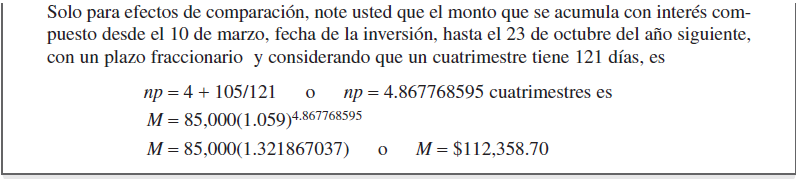 Solo para efectos de comparación, note usted que el monto que se acumula con interés com-
puesto desde el 10 de marzo, fecha de la inversión, hasta el 23 de octubre del año siguiente,
con un plazo fraccionario y considerando que un cuatrimestre tiene 121 días, es
np = 4 + 105/121 o np = 4.867768595 cuatrimestres es
M = 85,000(1.059)^4.867768595
M = 85,000(1.321867037) o M = $112,358.70